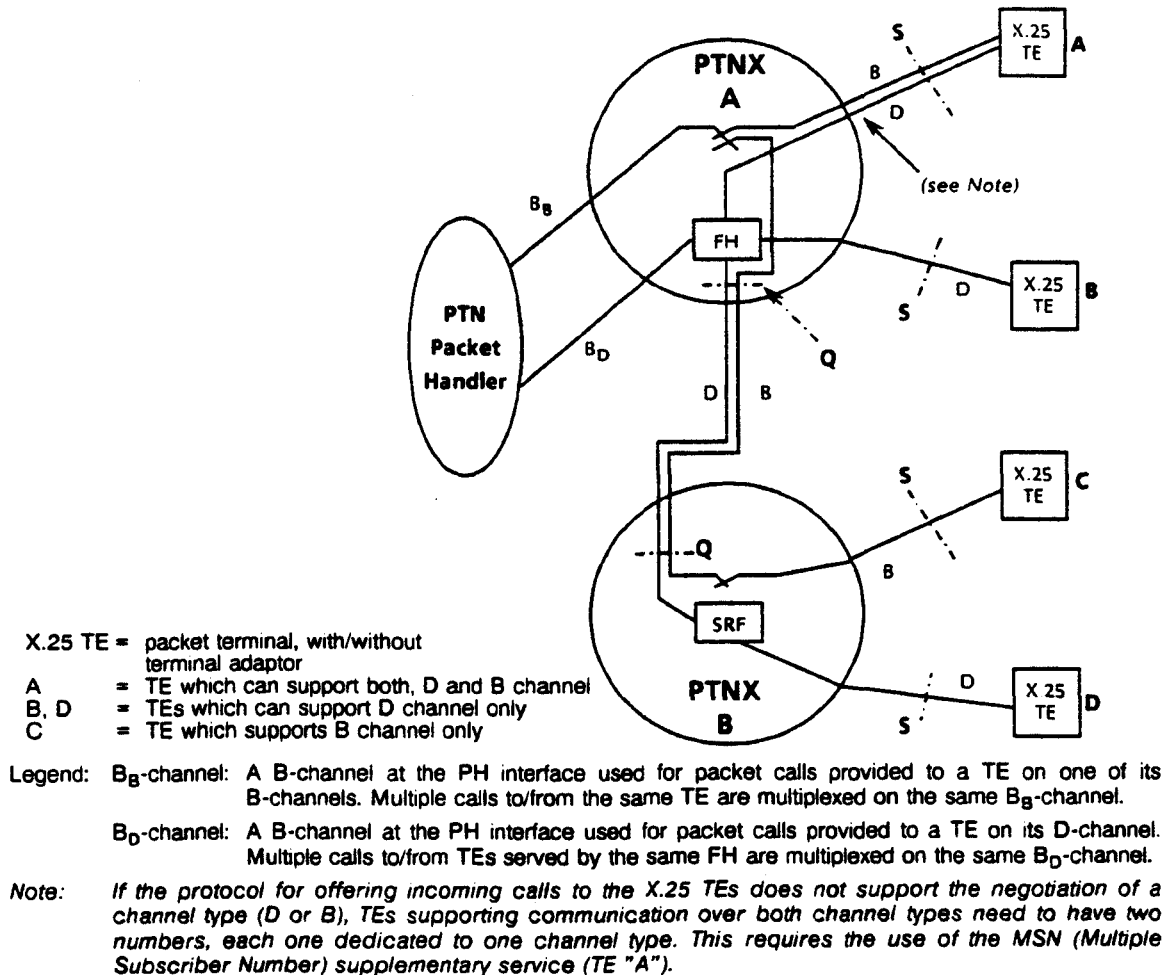 PTNX
A
S
X.25
TE
A
B
D
(see Note)
B_B
FH
S
D
X.25
TE
B
PTN
Packet
Handler
B_D
Q
D
B
S
X.25
TE
C
Q
B
SRF
PTNX
B
D
S
X 25
TE
D
X.25 TE = packet terminal, with/without
terminal adaptor
A = TE which can support both, D and B channel
B, D = TEs which can support D channel only
C = TE which supports B channel only
Legend: B_B-channel: A B-channel at the PH interface used for packet calls provided to a TE on one of its
B-channels. Multiple calls to/from the same TE are multiplexed on the same B_B-channel.
B_D-channel: A B-channel at the PH interface used for packet calls provided to a TE on its D-channel.
Multiple calls to/from TEs served by the same FH are multiplexed on the same B_D-channel.
Note: If the protocol for offering incoming calls to the X.25 TEs does not support the negotiation of a
channel type (D or B), TEs supporting communication over both channel types need to have two
numbers, each one dedicated to one channel type. This requires the use of the MSN (Multiple
Subscriber Number) supplementary service (TE "A").